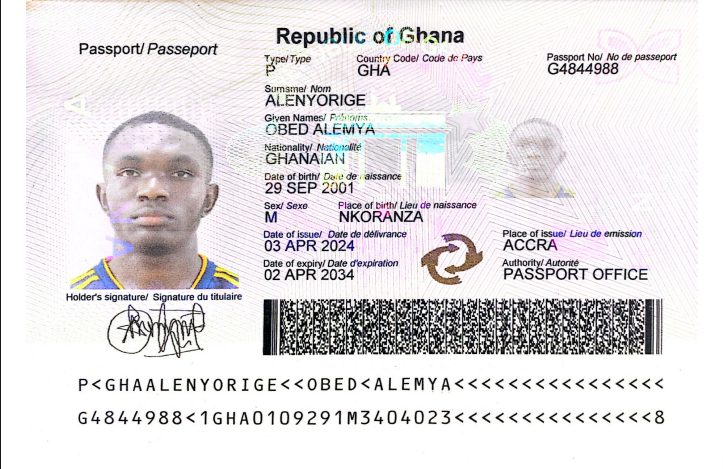 Republic of Ghana
Passport/ Passeport
Type/ Type Country Code/ Code de Pays Passport No/ No de passeport
P GHA G4844988
Surname/ Nom
ALENYORIGE
Given Names/ Prénoms
OBED ALEMYA
Nationality/ Nationalité
GHANAIAN
Date of birth/ Date de naissance
29 SEP 2001
Sex/ Sexe Place of birth/ Lieu de naissance
M NKORANZA
Date of issue/ Date de délivrance Place of issue/ Lieu de emission
03 APR 2024 ACCRA
Date of expiry/ Date d'expiration Authority/ Autorité
02 APR 2034 PASSPORT OFFICE
Holder's signature/ Signature du titulaire
P<GHAALENYORIGE<<OBED<ALEMYA<<<<<<<<<<<<<<<<
G4844988<1GHA0109291M3404023<<<<<<<<<<<<<<<8